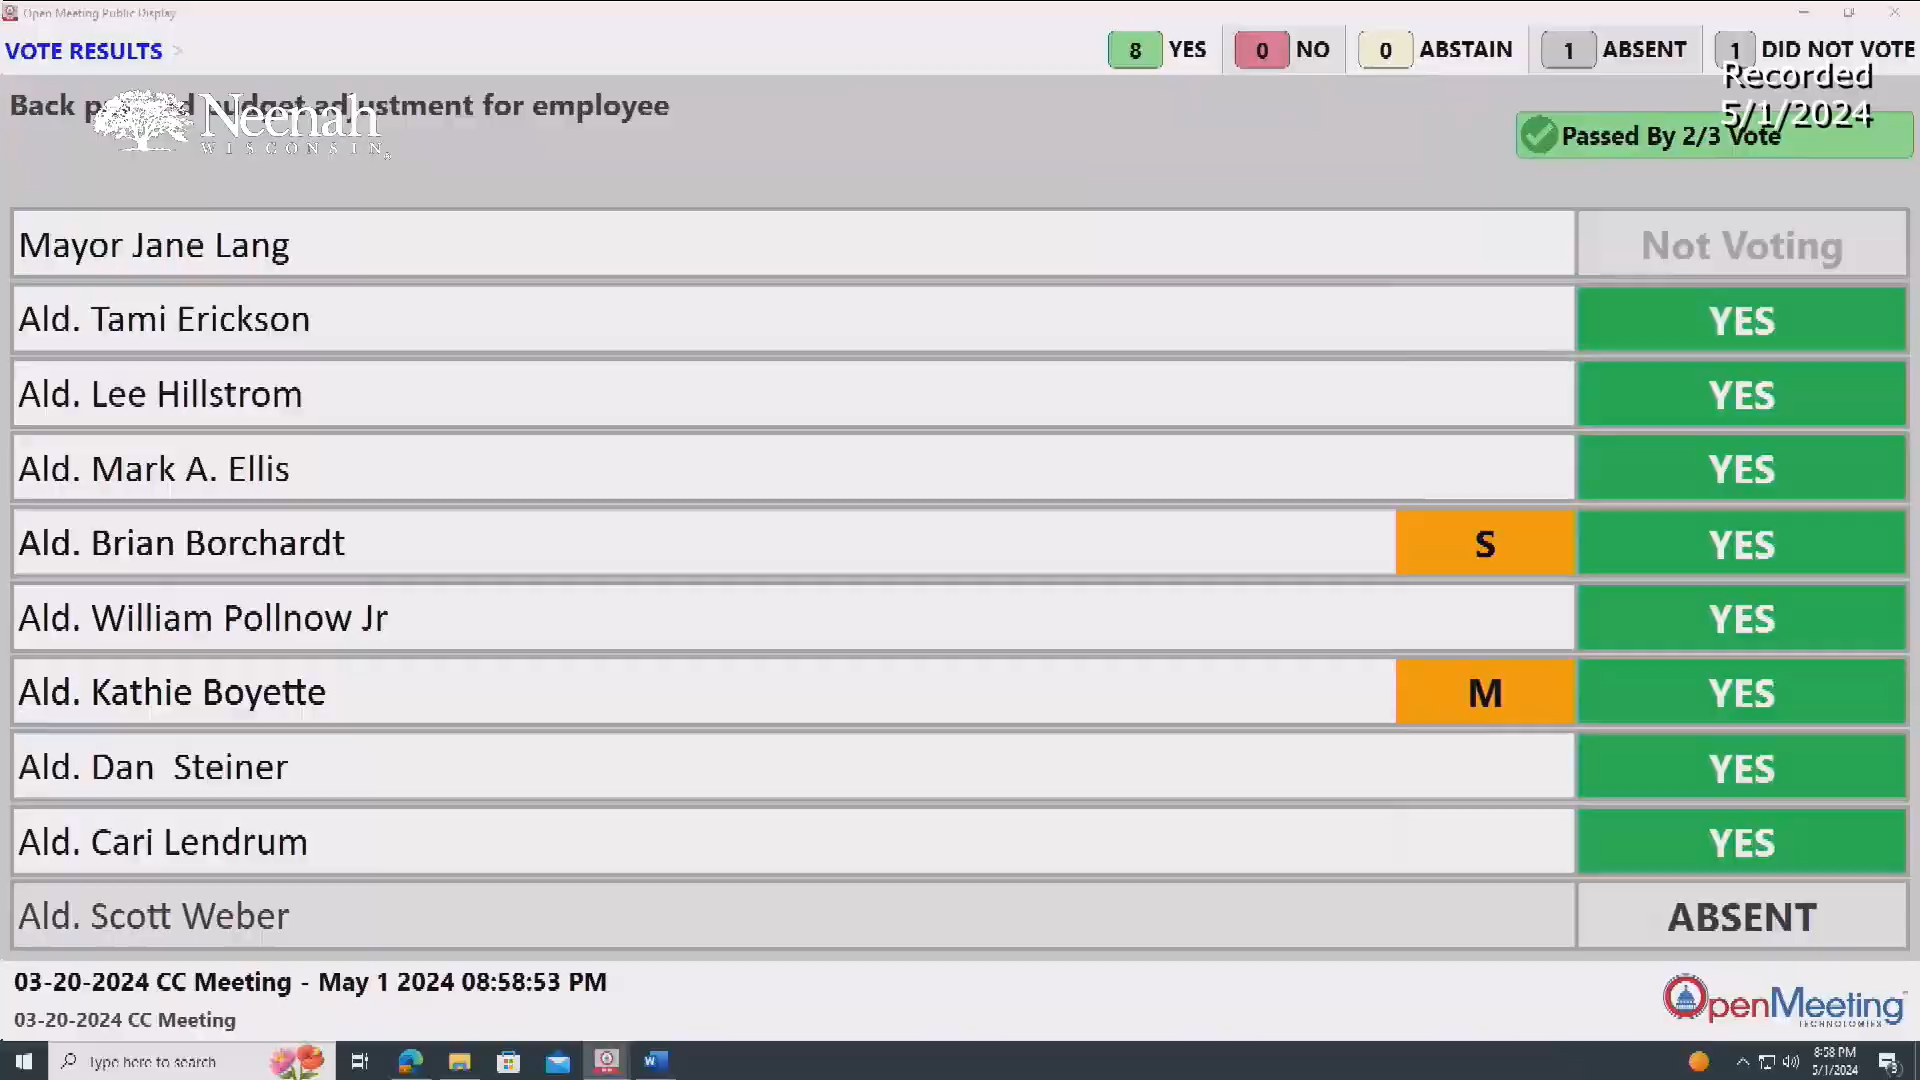 Open Meeting Public Display
VOTE RESULTS >
8 YES
0 NO
0 ABSTAIN
1 ABSENT
1 DID NOT VOTE
Recorded
5/1/2024
Back budget adjustment for employee
Neenah
WISCONSIN
Passed By 2/3 Vote
Mayor Jane Lang Not Voting
Ald. Tami Erickson YES
Ald. Lee Hillstrom YES
Ald. Mark A. Ellis YES
Ald. Brian Borchardt S YES
Ald. William Pollnow Jr YES
Ald. Kathie Boyette M YES
Ald. Dan Steiner YES
Ald. Cari Lendrum YES
Ald. Scott Weber ABSENT
03-20-2024 CC Meeting - May 1 2024 08:58:53 PM
03-20-2024 CC Meeting
OpenMeeting
TECHNOLOGIES
Type here to search
8:58 PM
5/1/2024
3